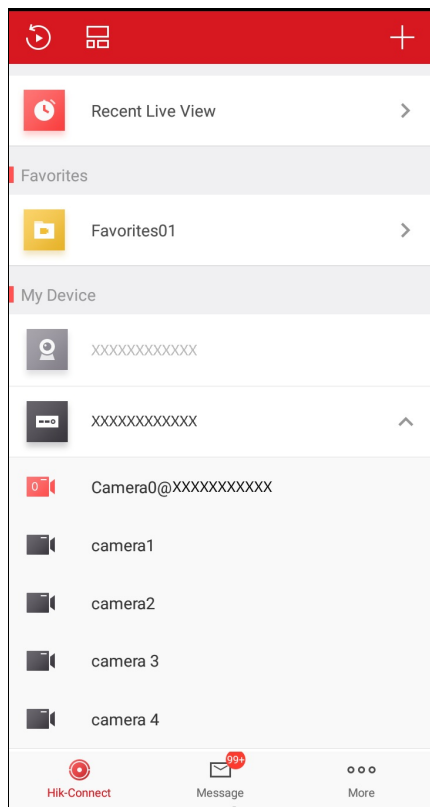 Recent Live View
Favorites
Favorites01
My Device
XXXXXXXXXXXX
XXXXXXXXXXXX
0
Camera0@XXXXXXXXXXX
camera1
camera2
camera 3
camera 4
99+
Hik-Connect
Message
More